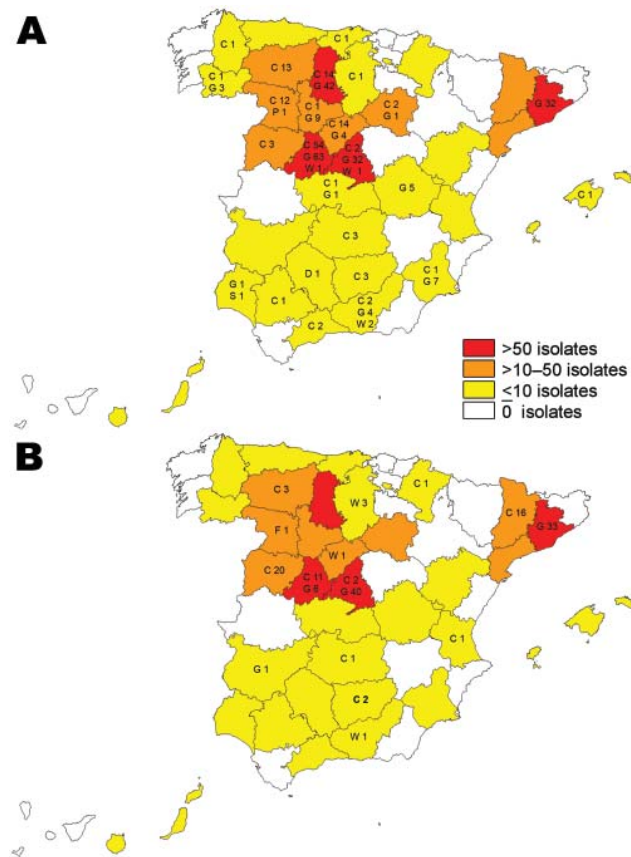 A
C 1
C 1
G 3
C 13
C 1
C 14
G 42
C 1
C 12
P 1
C 1
G 9
C 14
G 4
C 2
G 1
C 3
C 54
G 63
W 1
C 2
G 32
W 1
G 32
C 1
G 1
G 5
C 1
C 3
G 1
S 1
D 1
C 3
C 1
G 7
C 1
C 2
C 2
G 4
W 2
>50 isolates
>10–50 isolates
<10 isolates
0 isolates
B
C 3
W 3
C 1
F 1
W 1
C 16
G 33
C 20
C 11
G 6
C 2
G 40
G 1
C 1
C 1
C 2
W 1